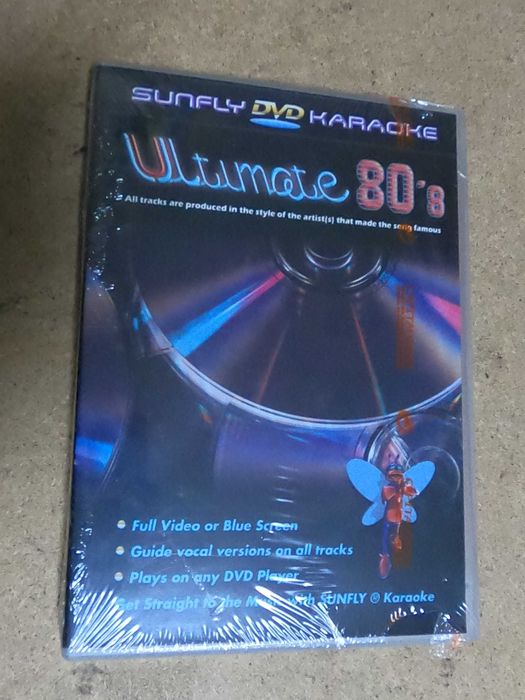 SUNFLY DVD KARAOKE
Ultimate 80's
All tracks are produced in the style of the artist(s) that made the song famous
Full Video or Blue Screen
Guide vocal versions on all tracks
Plays on any DVD Player
Get Straight to the Music with SUNFLY ® Karaoke